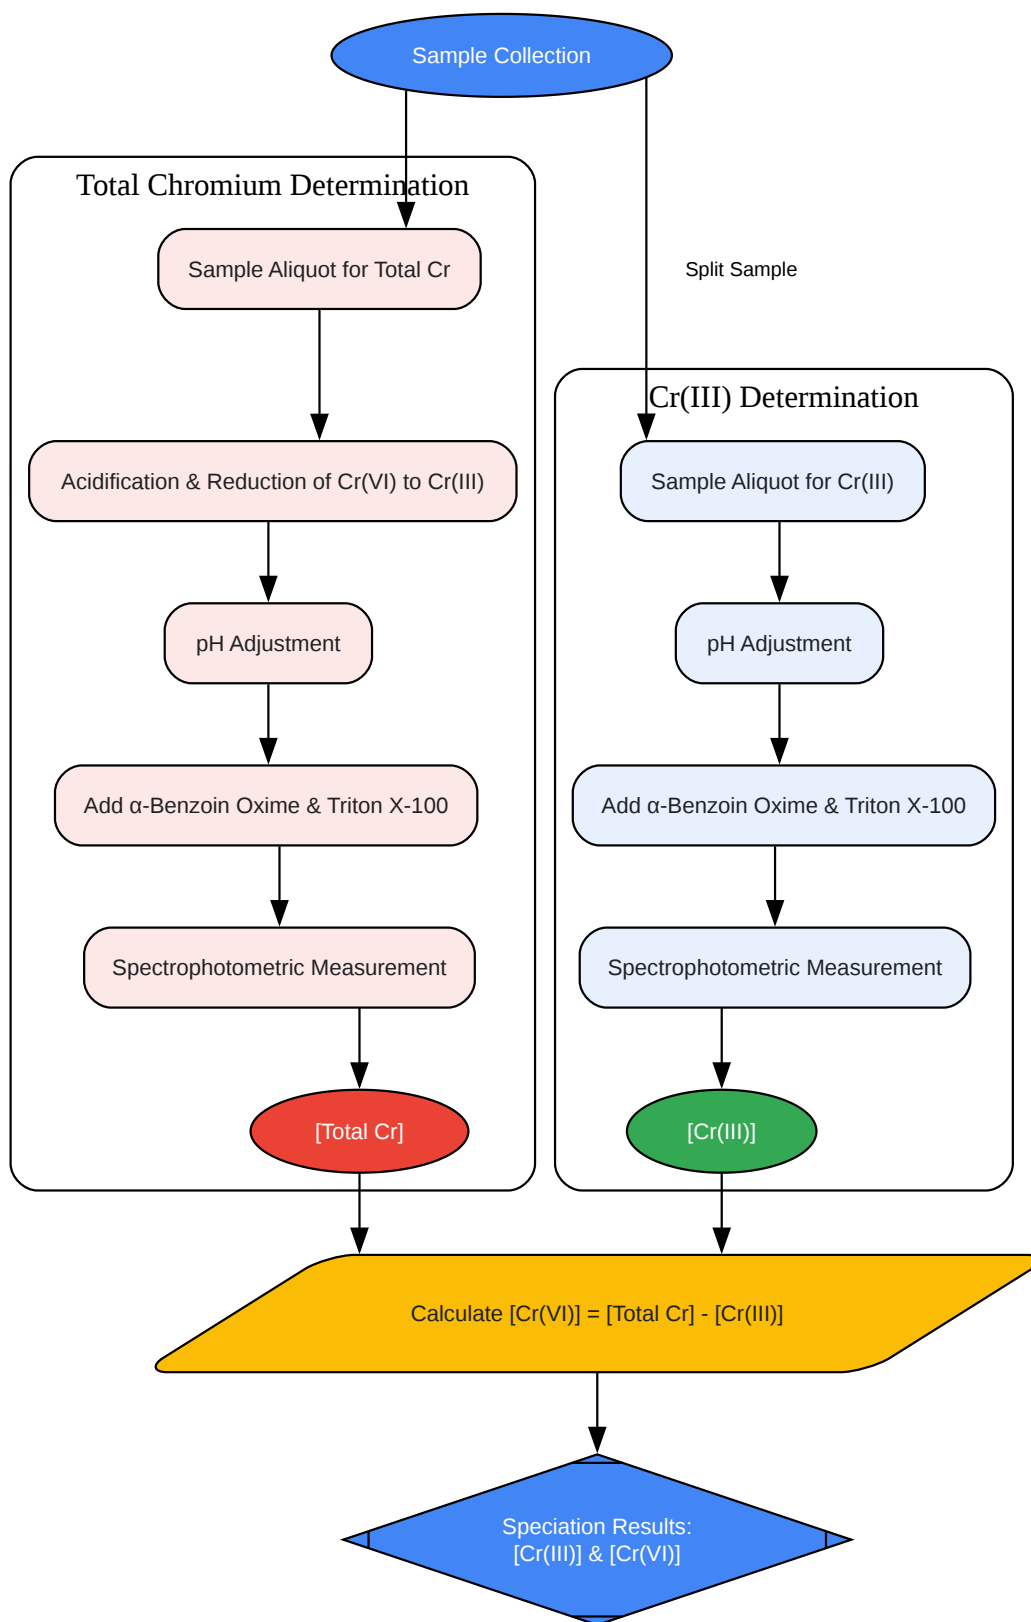 Sample Collection
Total Chromium Determination
Sample Aliquot for Total Cr
Split Sample
Cr(III) Determination
Acidification & Reduction of Cr(VI) to Cr(III)
Sample Aliquot for Cr(III)
pH Adjustment
pH Adjustment
Add α-Benzoin Oxime & Triton X-100
Add α-Benzoin Oxime & Triton X-100
Spectrophotometric Measurement
Spectrophotometric Measurement
[Total Cr]
[Cr(III)]
Calculate [Cr(VI)] = [Total Cr] - [Cr(III)]
Speciation Results:
[Cr(III)] & [Cr(VI)]